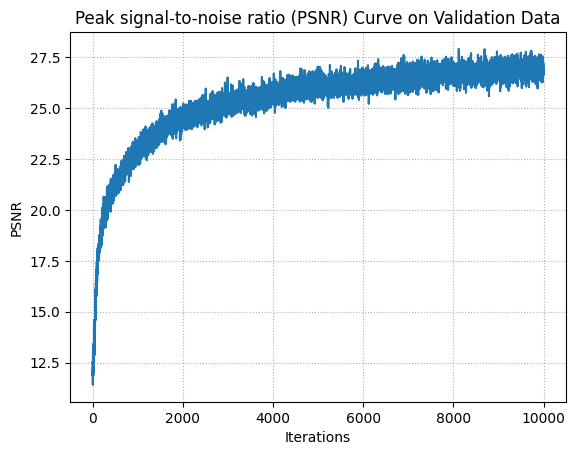 Peak signal-to-noise ratio (PSNR) Curve on Validation Data
27.5
25.0
22.5
20.0
17.5
15.0
12.5
PSNR
0 2000 4000 6000 8000 10000
Iterations